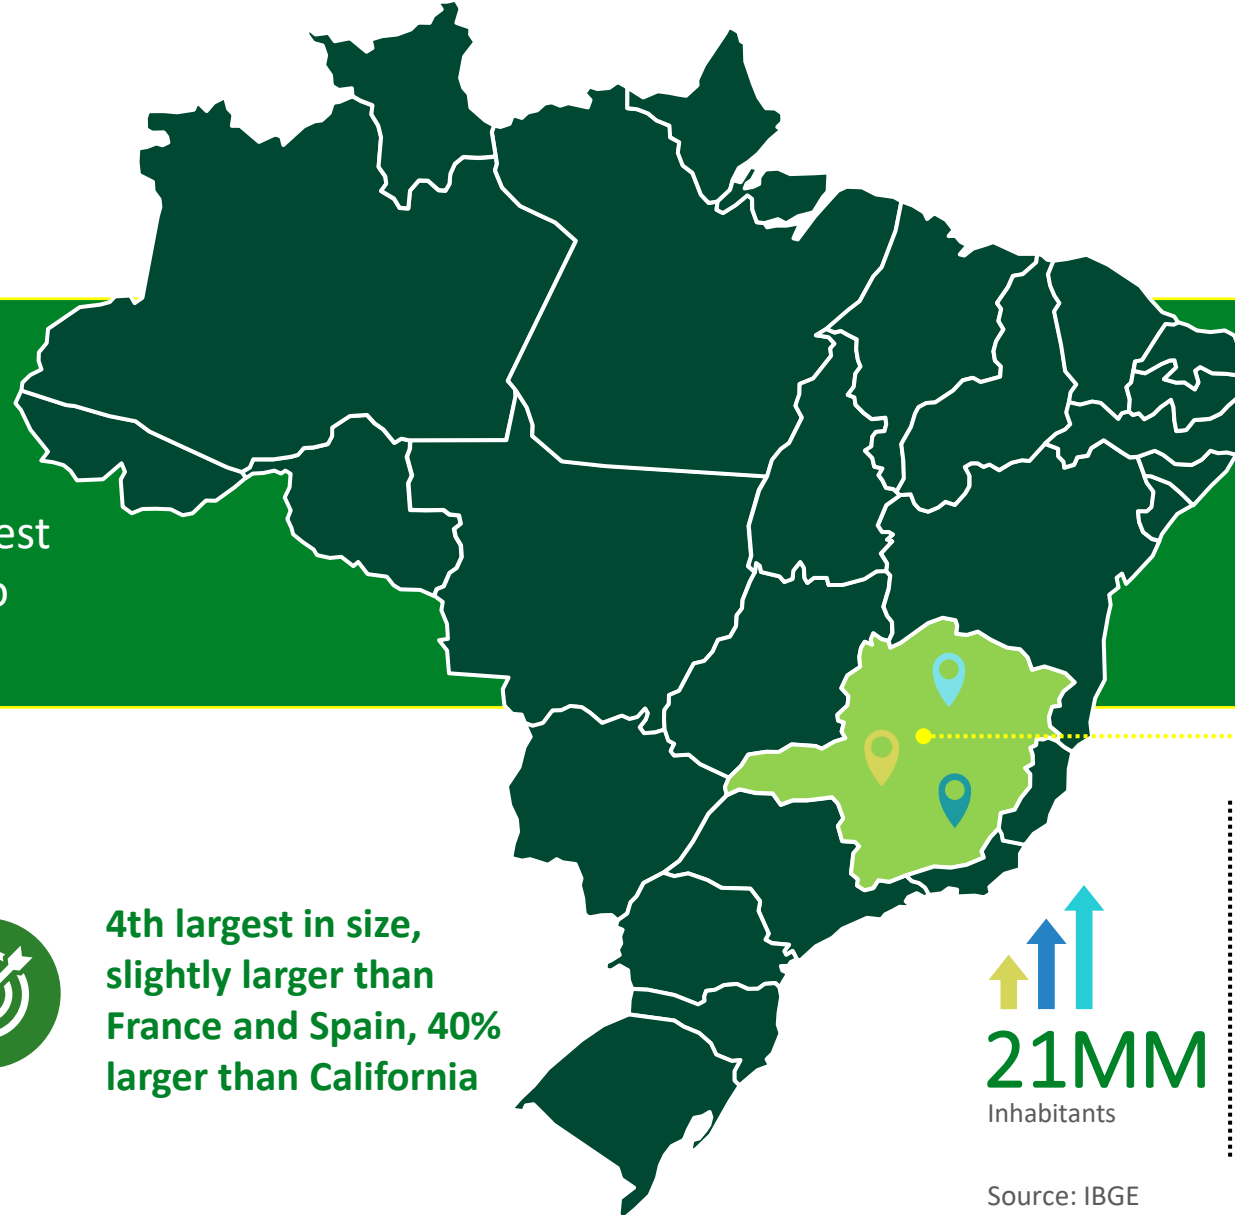 est
4th largest in size,
slightly larger than
France and Spain, 40%
larger than California
21MM
Inhabitants
Source: IBGE